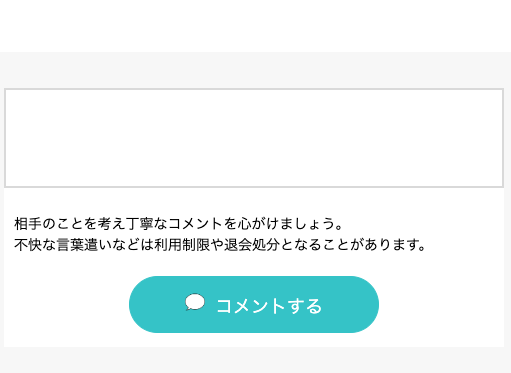 相手のことを考え丁寧なコメントを心がけましょう。
不快な言葉遣いなどは利用制限や退会処分となることがあります。
コメントする